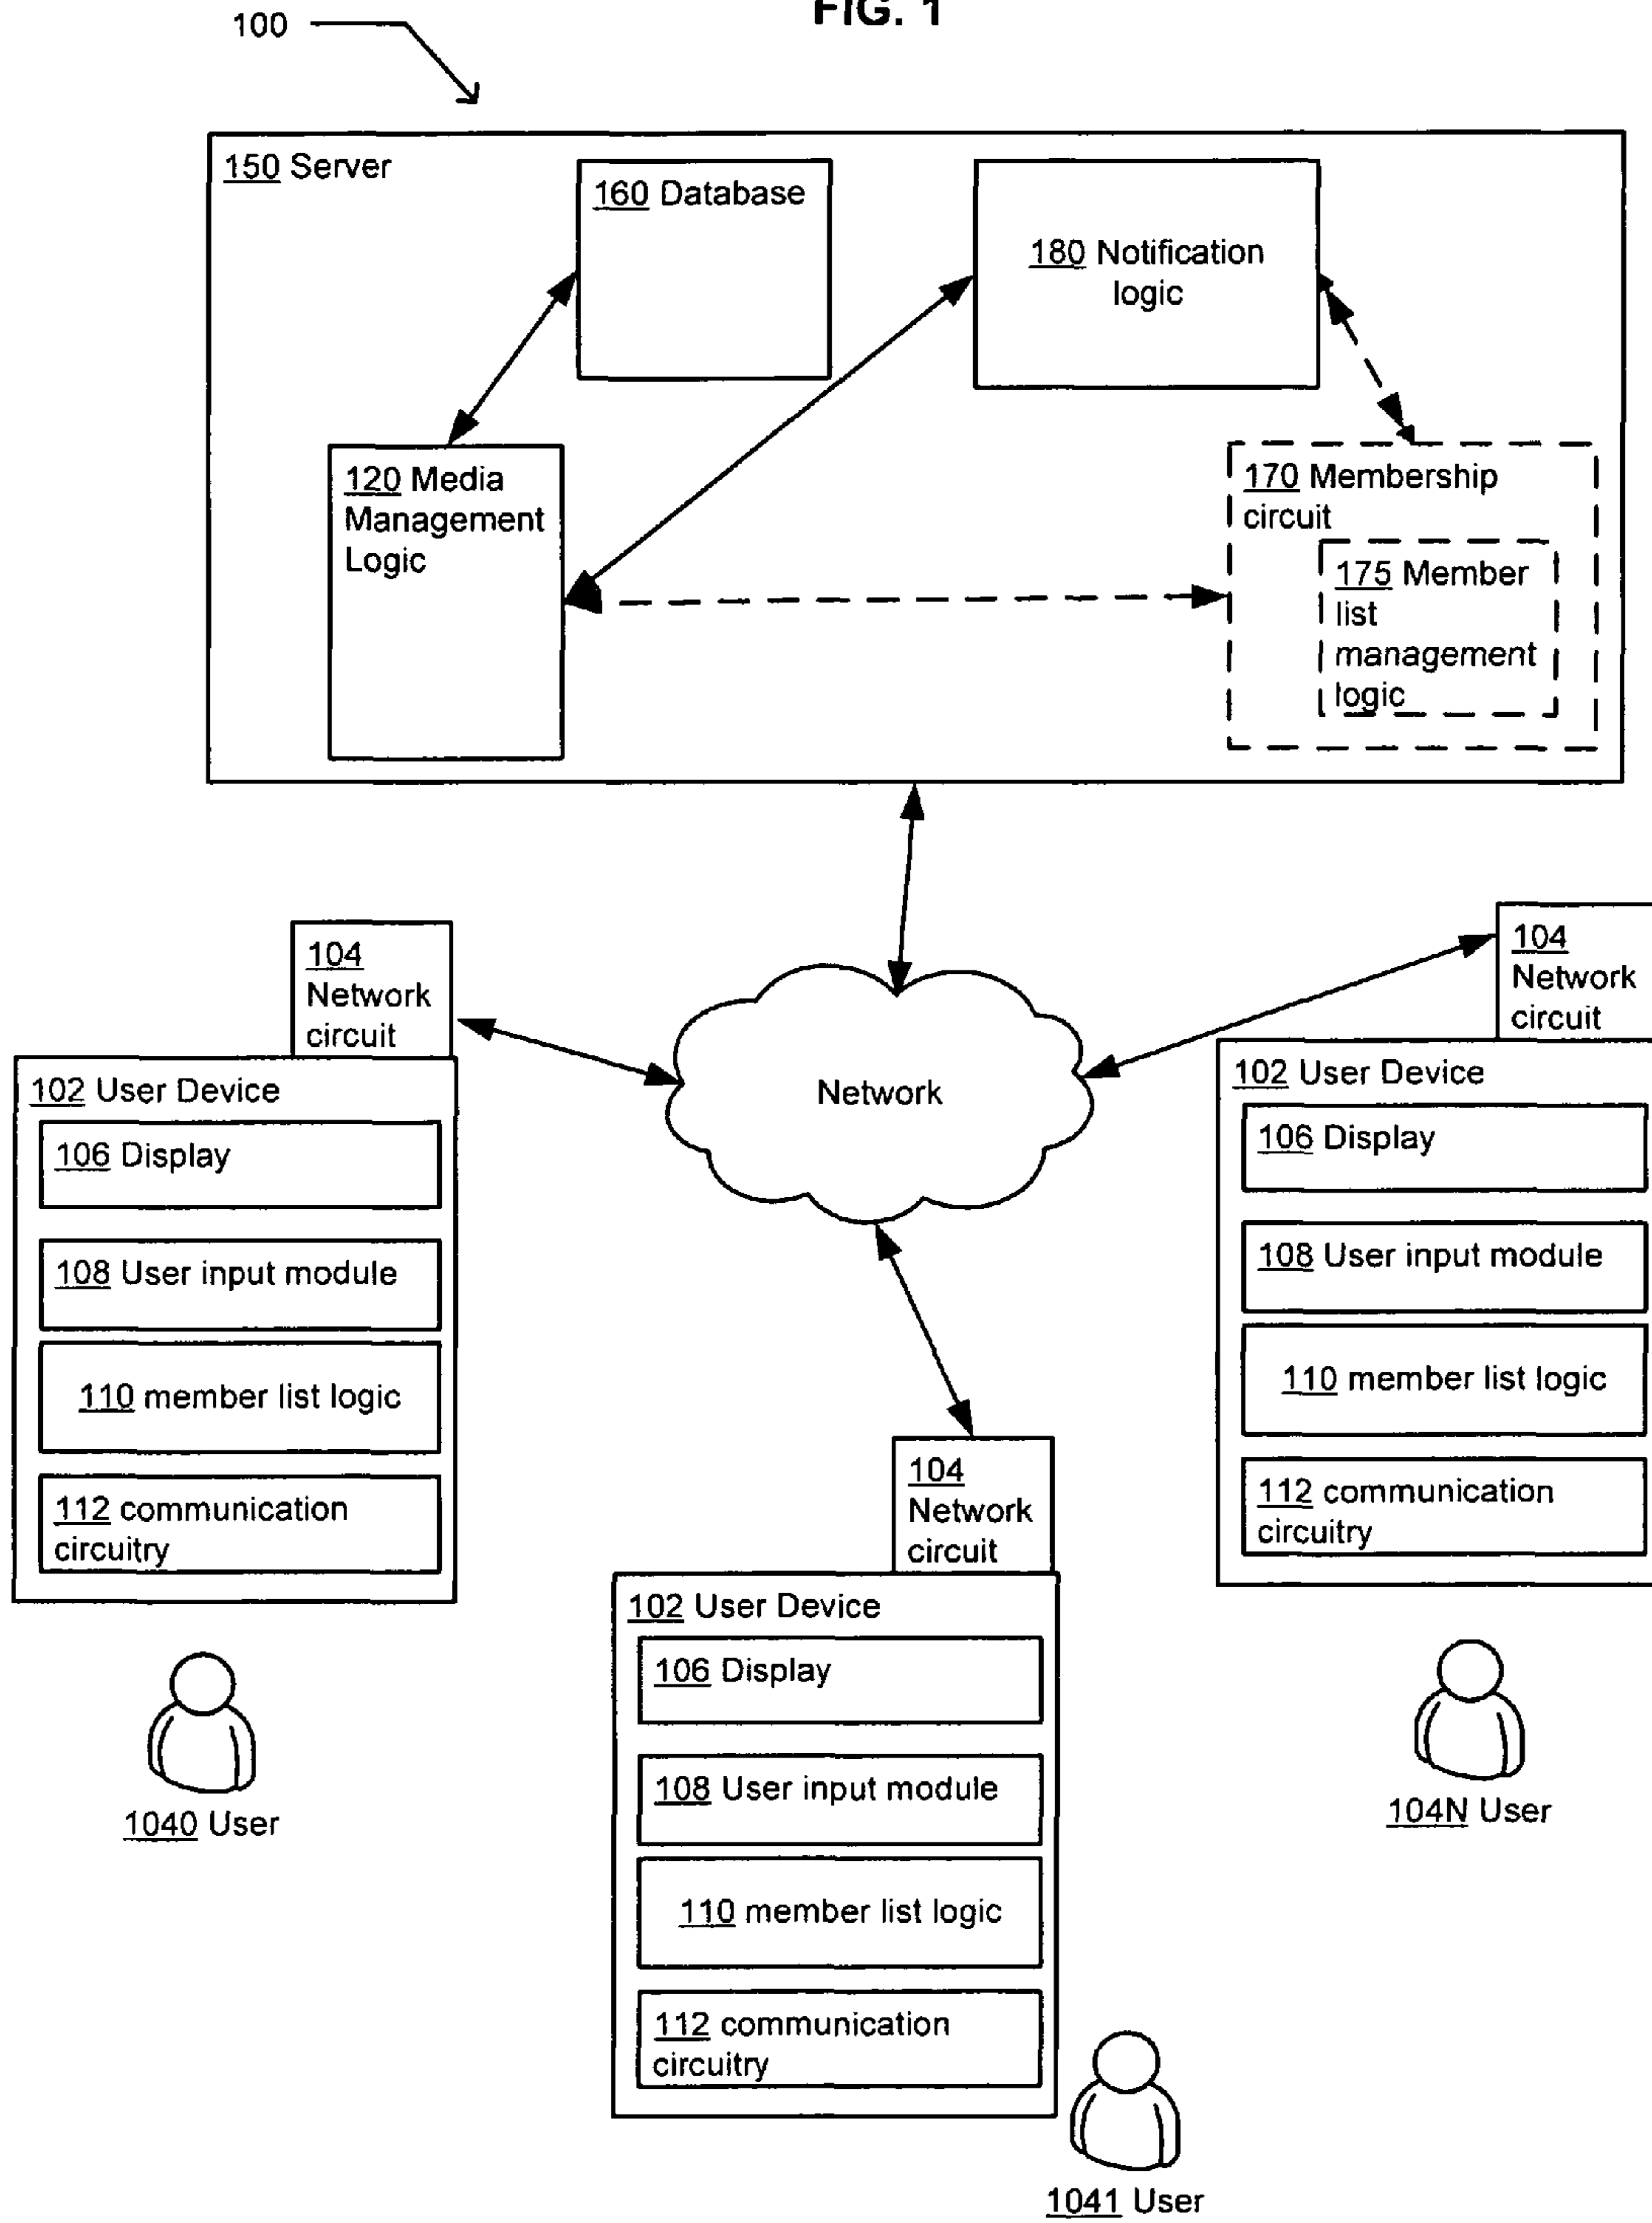 FIG. 1
100
150 Server
160 Database
180 Notification
logic
120 Media
Management
Logic
170 Membership
circuit
175 Member
list
management
logic
104
Network
circuit
102 User Device
106 Display
108 User input module
110 member list logic
112 communication
circuitry
1040 User
Network
104
Network
circuit
102 User Device
106 Display
108 User input module
110 member list logic
112 communication
circuitry
104N User
104
Network
circuit
102 User Device
106 Display
108 User input module
110 member list logic
112 communication
circuitry
1041 User